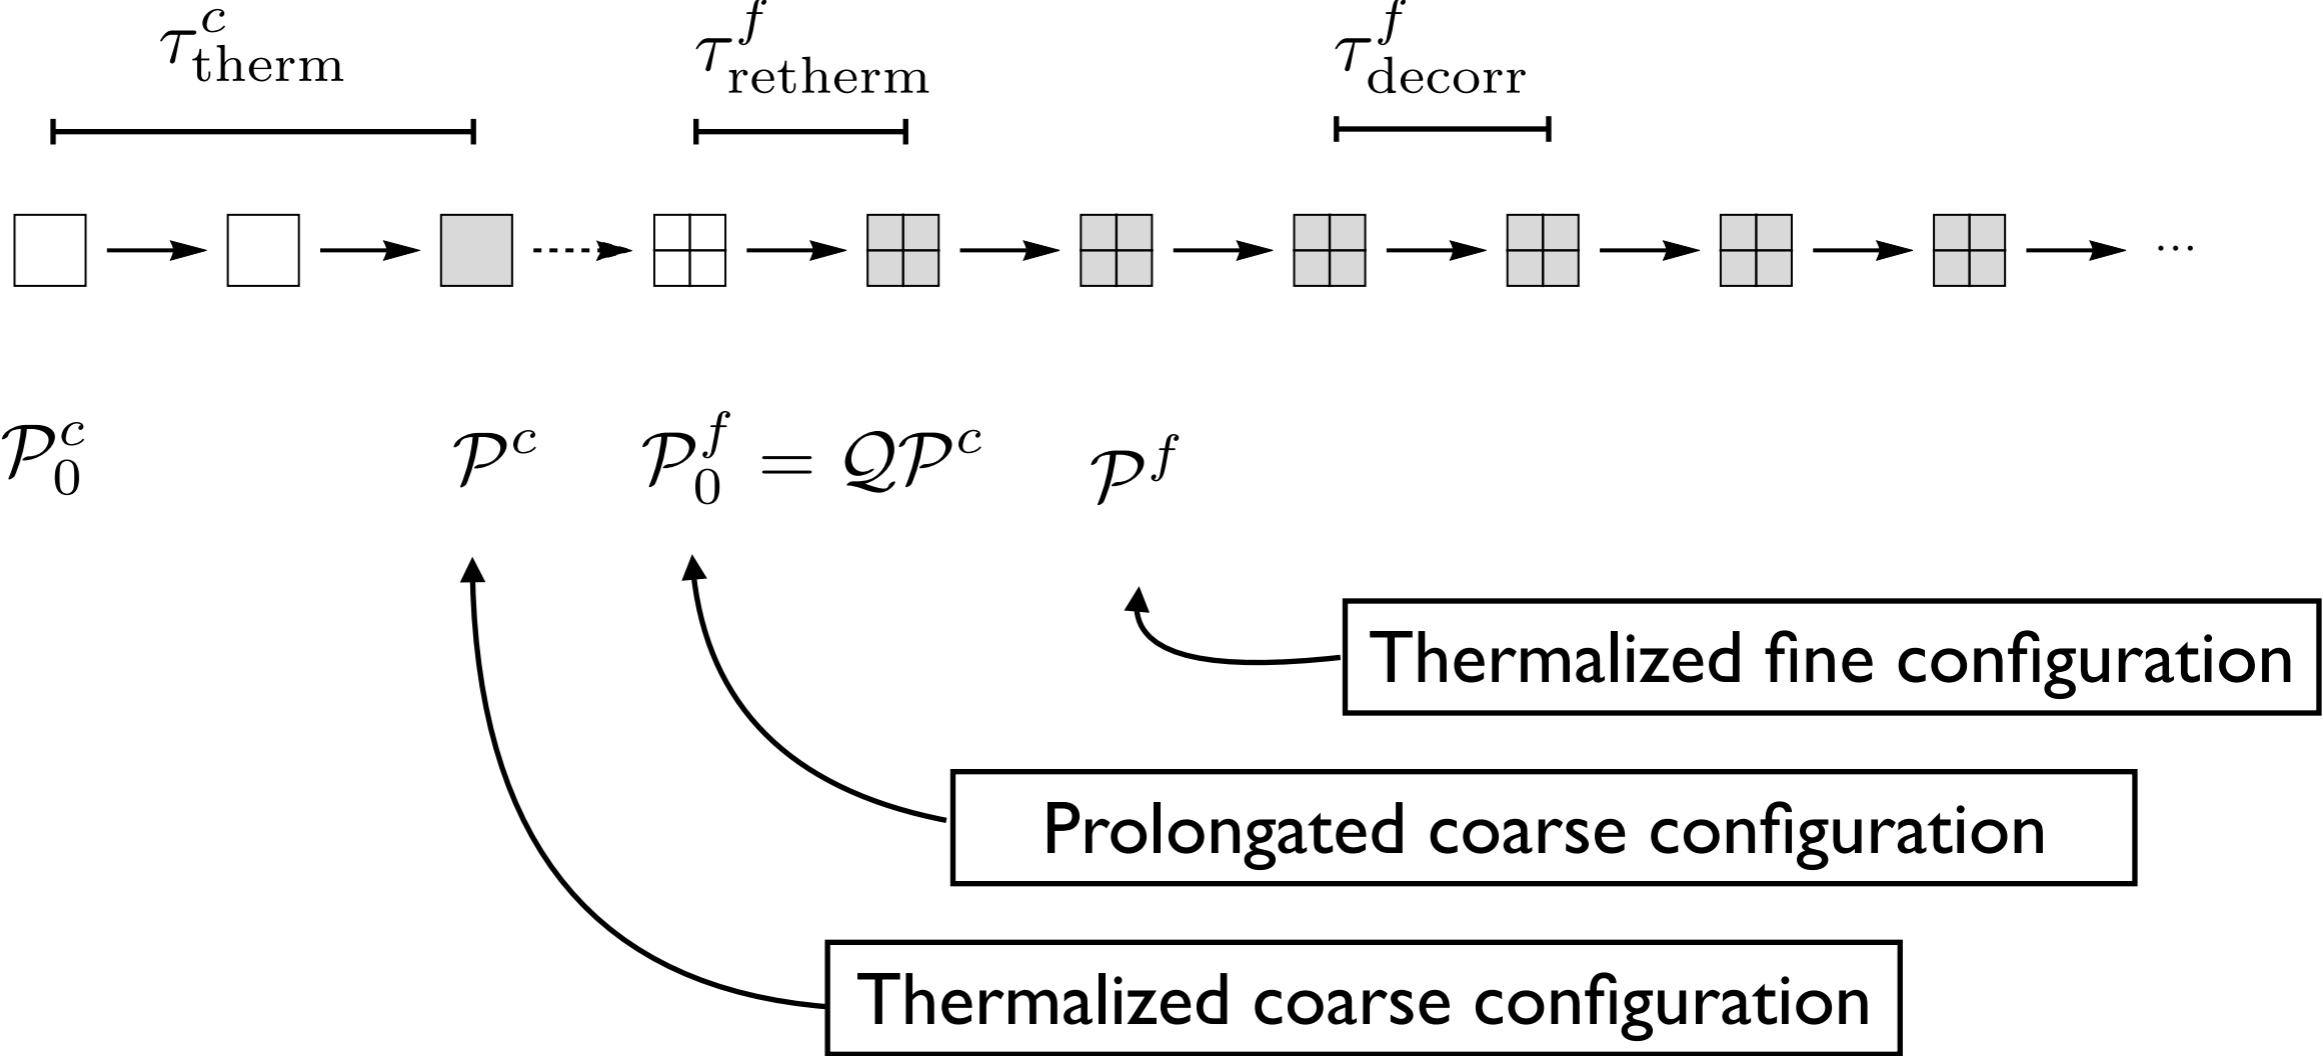 τ^c_therm τ^f_retherm τ^f_decorr
...
𝒫^c_0 𝒫^c 𝒫^f_0 = 𝒬𝒫^c 𝒫^f
Thermalized fine configuration
Prolongated coarse configuration
Thermalized coarse configuration